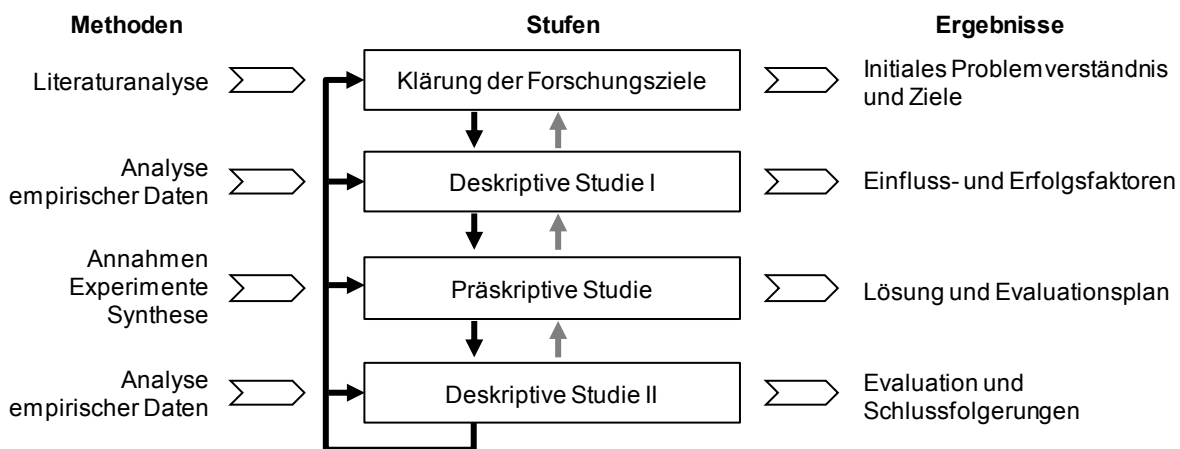 Methoden
Stufen
Ergebnisse
Literaturanalyse
Klärung der Forschungsziele
Initiales Problemverständnis
und Ziele
Analyse
empirischer Daten
Deskriptive Studie I
Einfluss- und Erfolgsfaktoren
Annahmen
Experimente
Synthese
Präskriptive Studie
Lösung und Evaluationsplan
Analyse
empirischer Daten
Deskriptive Studie II
Evaluation und
Schlussfolgerungen